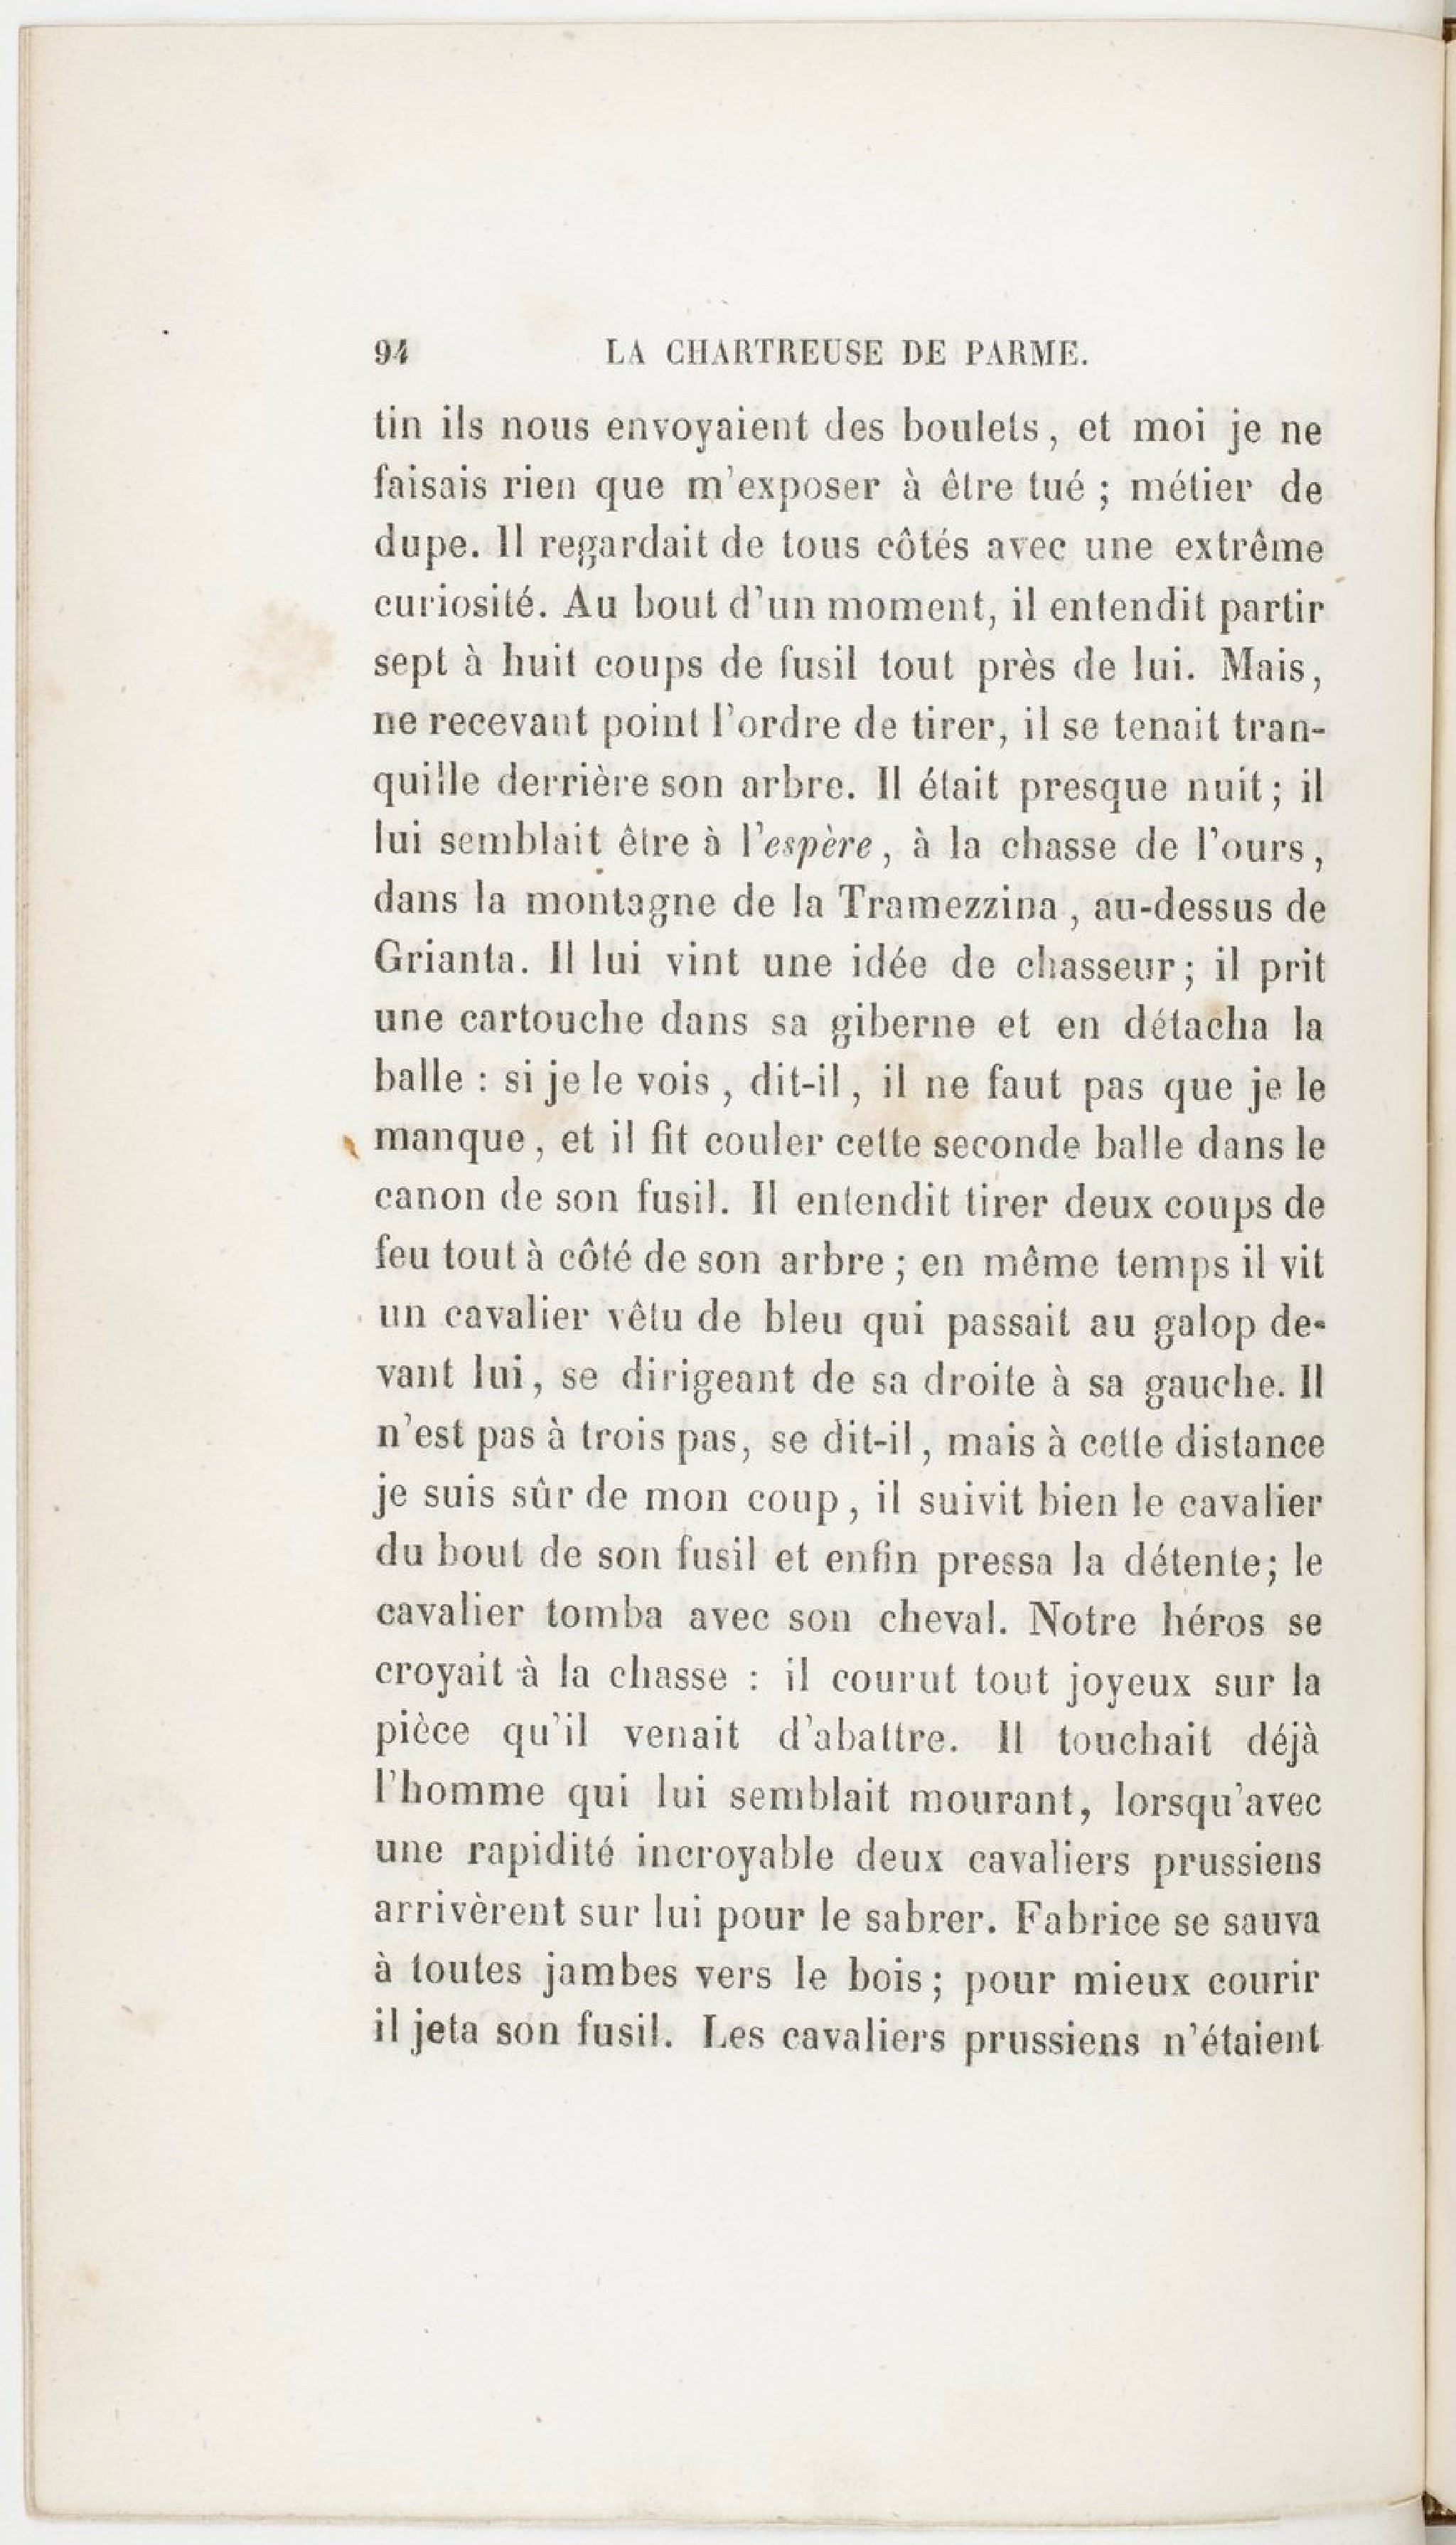 94 LA CHARTREUSE DE PARME.
tin ils nous envoyaient des boulets, et moi je ne
faisais rien que m'exposer à être tué ; métier de
dupe. Il regardait de tous côtés avec une extrême
curiosité. Au bout d'un moment, il entendit partir
sept à huit coups de fusil tout près de lui. Mais,
ne recevant point l'ordre de tirer, il se tenait tran-
quille derrière son arbre. Il était presque nuit ; il
lui semblait être à l'espère, à la chasse de l'ours,
dans la montagne de la Tramezzina, au-dessus de
Grianta. Il lui vint une idée de chasseur ; il prit
une cartouche dans sa giberne et en détacha la
balle : si je le vois, dit-il, il ne faut pas que je le
manque, et il fit couler cette seconde balle dans le
canon de son fusil. Il entendit tirer deux coups de
feu tout à côté de son arbre ; en même temps il vit
un cavalier vêtu de bleu qui passait au galop de-
vant lui, se dirigeant de sa droite à sa gauche. Il
n'est pas à trois pas, se dit-il, mais à cette distance
je suis sûr de mon coup, il suivit bien le cavalier
du bout de son fusil et enfin pressa la détente ; le
cavalier tomba avec son cheval. Notre héros se
croyait à la chasse : il courut tout joyeux sur la
pièce qu'il venait d'abattre. Il touchait déjà
l'homme qui lui semblait mourant, lorsqu'avec
une rapidité incroyable deux cavaliers prussiens
arrivèrent sur lui pour le sabrer. Fabrice se sauva
à toutes jambes vers le bois ; pour mieux courir
il jeta son fusil. Les cavaliers prussiens n'étaient